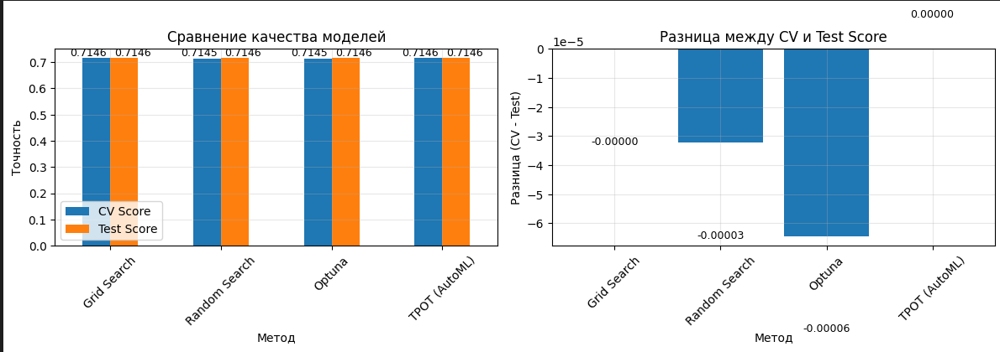 Сравнение качества моделей
0.7146 0.7146 0.7145 0.7146 0.7145 0.7146 0.7146 0.7146
Точность
0.7
0.6
0.5
0.4
0.3
0.2
0.1
0.0
CV Score
Test Score
Grid Search
Random Search
Optuna
TPOT (AutoML)
Метод
0.00000
Разница между CV и Test Score
1e−5
Разница (CV - Test)
0
−1
−2
−3
−4
−5
−6
-0.00000
-0.00003
-0.00006
Grid Search
Random Search
Optuna
TPOT (AutoML)
Метод